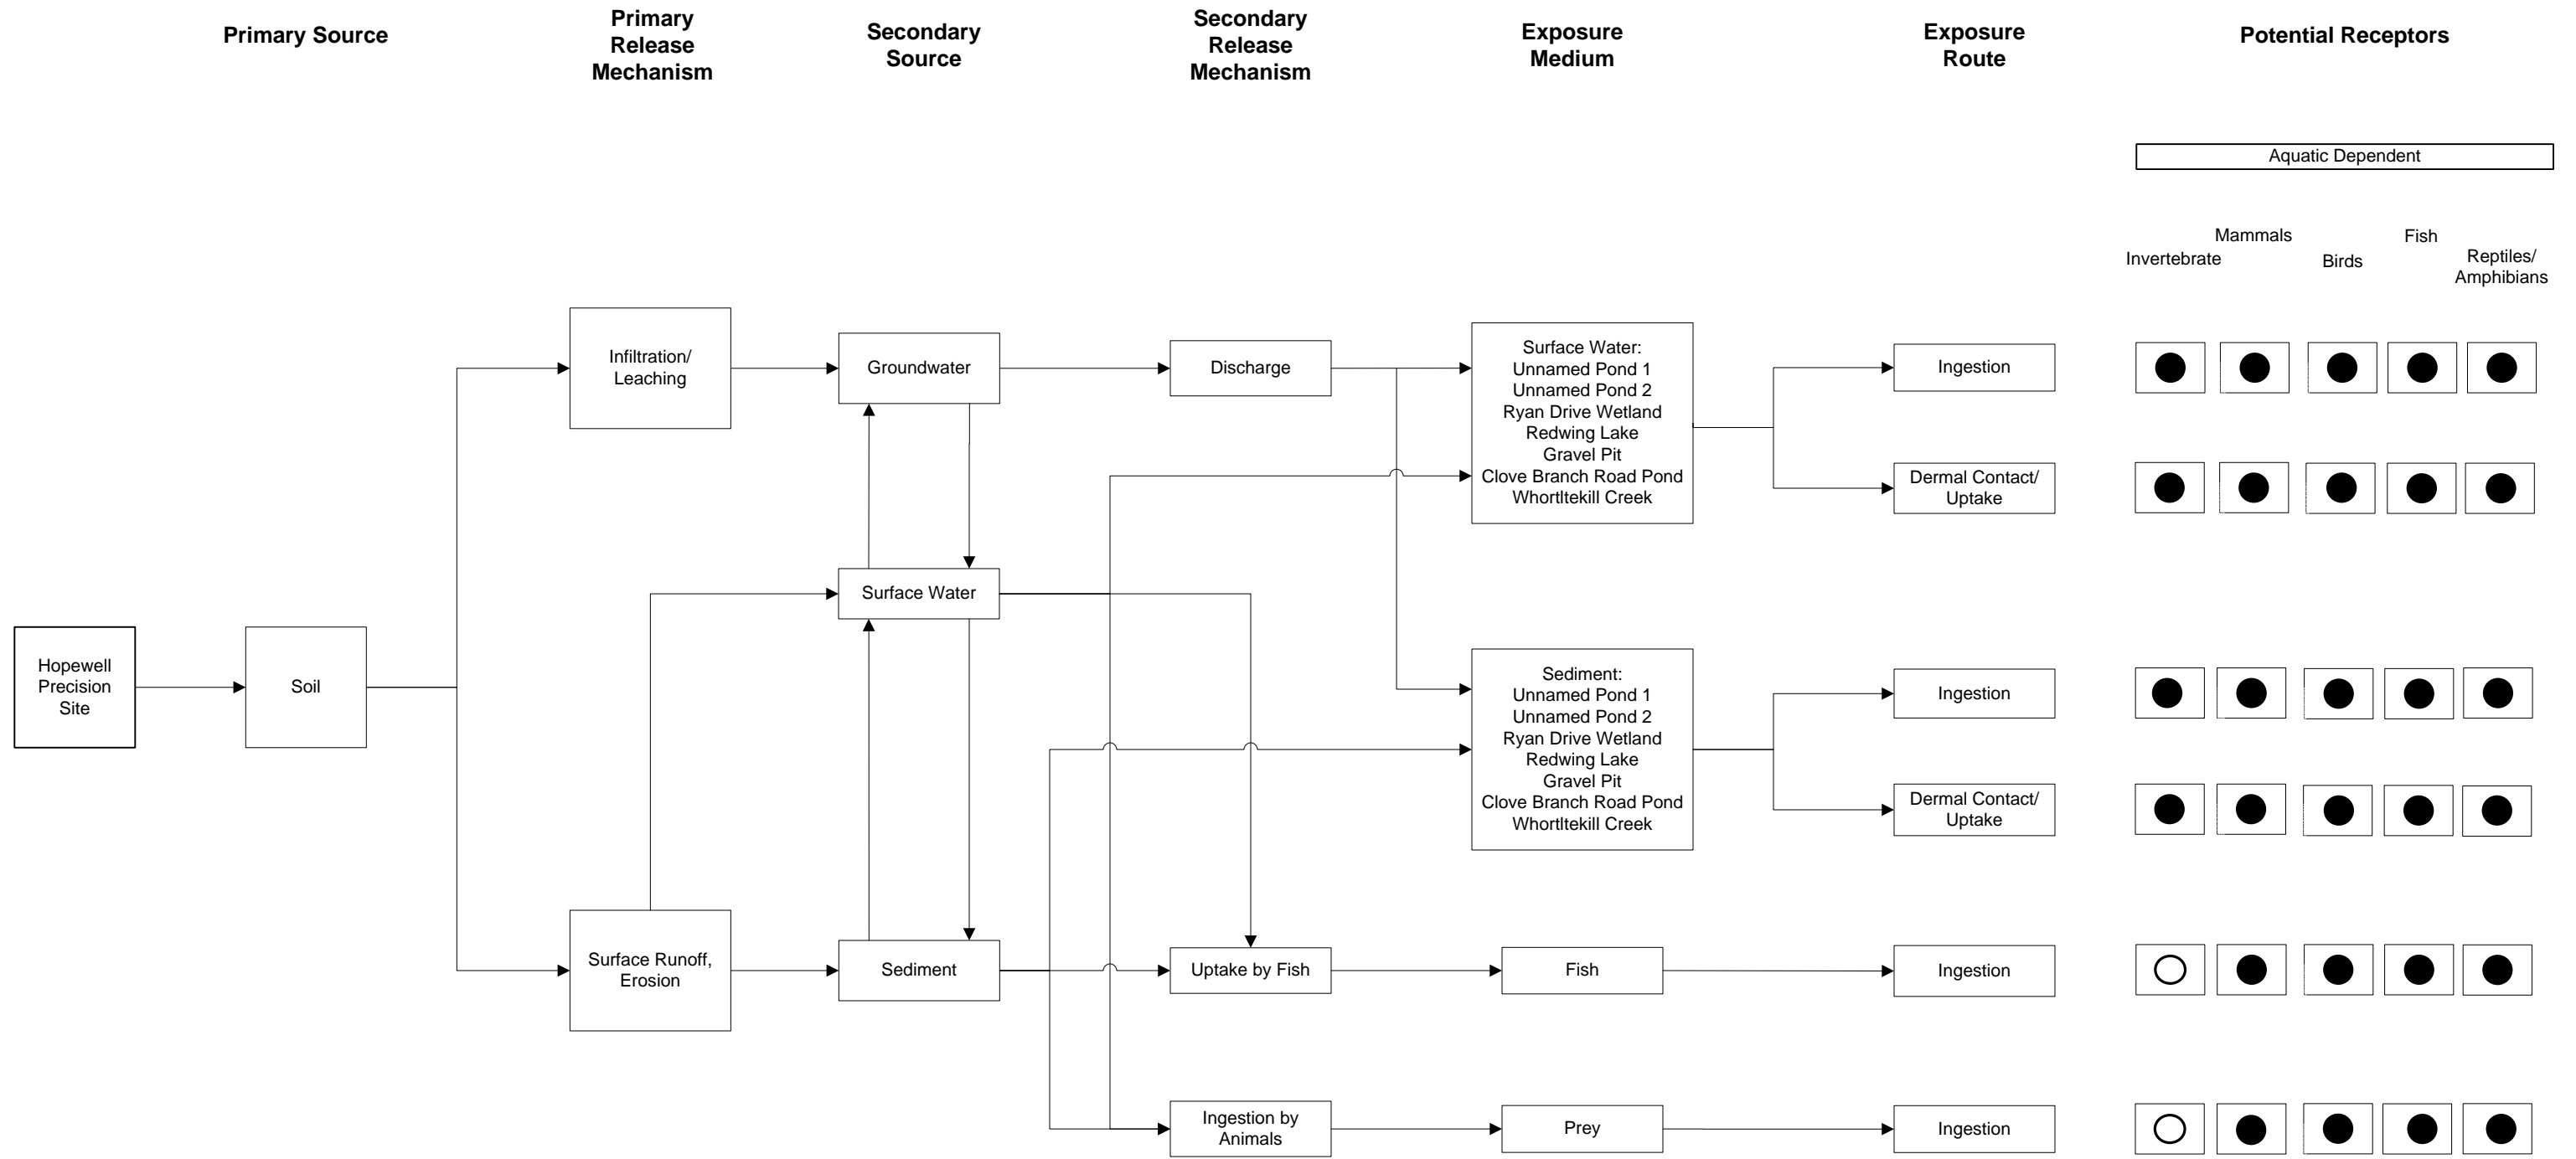 Primary Source
Primary
Release
Mechanism
Secondary
Source
Secondary
Release
Mechanism
Exposure
Medium
Exposure
Route
Potential Receptors
Aquatic Dependent
Invertebrate
Mammals
Birds
Fish
Reptiles/
Amphibians
Infiltration/
Leaching
Groundwater
Discharge
Surface Water:
Unnamed Pond 1
Unnamed Pond 2
Ryan Drive Wetland
Redwing Lake
Gravel Pit
Clove Branch Road Pond
Whortltekill Creek
Ingestion
Dermal Contact/
Uptake
Surface Water
Hopewell
Precision
Site
Soil
Sediment:
Unnamed Pond 1
Unnamed Pond 2
Ryan Drive Wetland
Redwing Lake
Gravel Pit
Clove Branch Road Pond
Whortltekill Creek
Ingestion
Dermal Contact/
Uptake
Surface Runoff,
Erosion
Sediment
Uptake by Fish
Fish
Ingestion
Ingestion by
Animals
Prey
Ingestion